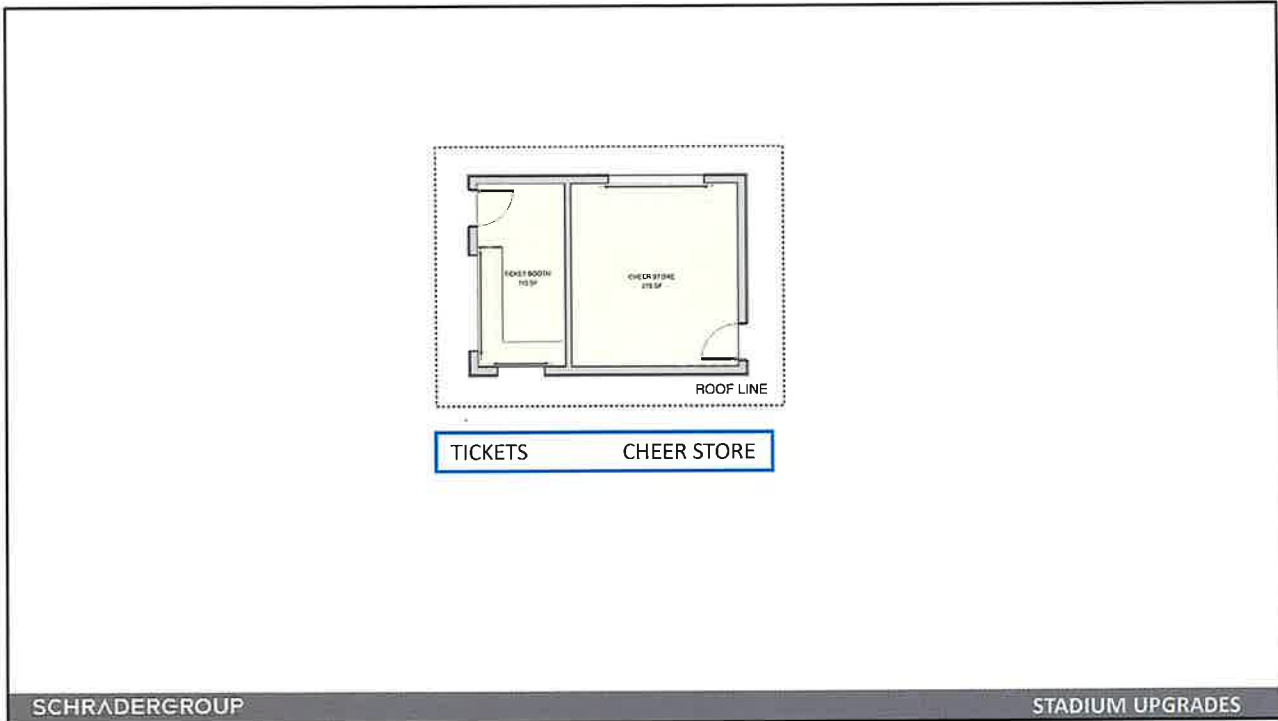 TICKET BOOTH
CHEER STORE
ROOF LINE
TICKETS CHEER STORE
SCHRADERGROUP
STADIUM UPGRADES